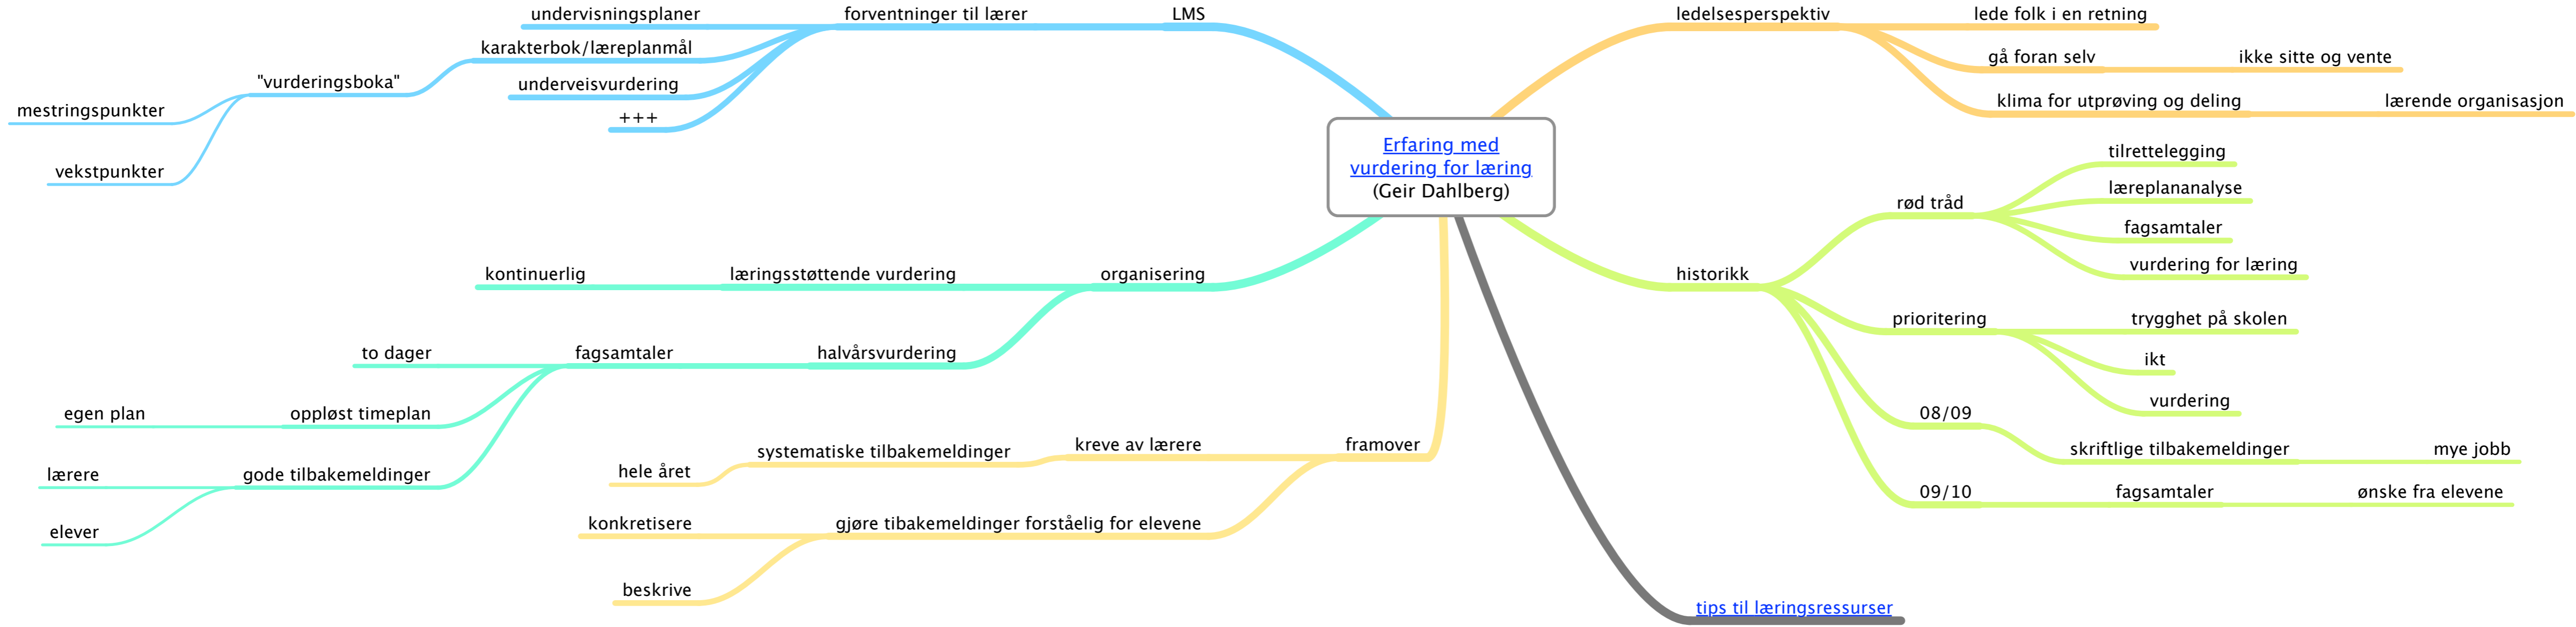 Erfaring med
vurdering for læring
(Geir Dahlberg)
LMS
forventninger til lærer
undervisningsplaner
karakterbok/læreplanmål
"vurderingsboka"
mestringspunkter
vekstpunkter
underveisvurdering
+++
ledelsesperspektiv
lede folk i en retning
gå foran selv
ikke sitte og vente
klima for utprøving og deling
lærende organisasjon
historikk
rød tråd
tilrettelegging
læreplananalyse
fagsamtaler
vurdering for læring
prioritering
trygghet på skolen
ikt
vurdering
08/09
skriftlige tilbakemeldinger
mye jobb
09/10
fagsamtaler
ønske fra elevene
organisering
læringsstøttende vurdering
kontinuerlig
halvårsvurdering
fagsamtaler
to dager
oppløst timeplan
egen plan
gode tilbakemeldinger
lærere
elever
framover
kreve av lærere
systematiske tilbakemeldinger
hele året
gjøre tibakemeldinger forståelig for elevene
konkretisere
beskrive
tips til læringsressurser